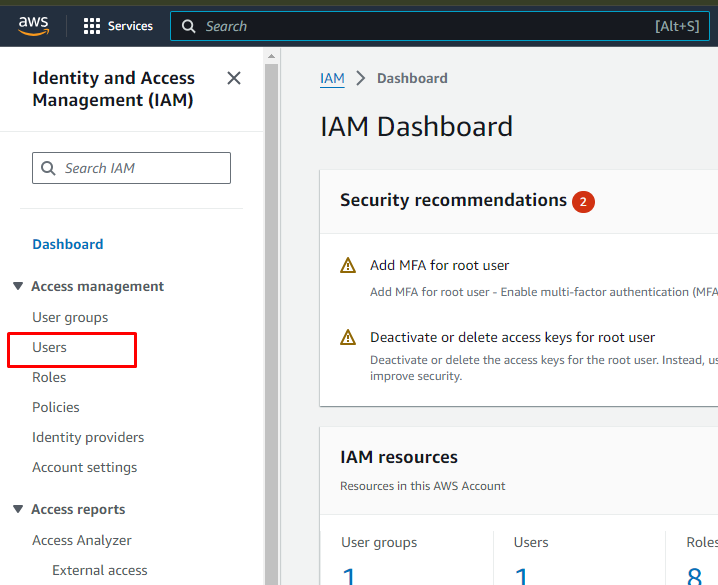 aws
Services
Search
[Alt+S]
Identity and Access
Management (IAM)
Search IAM
Dashboard
Access management
User groups
Users
Roles
Policies
Identity providers
Account settings
Access reports
Access Analyzer
External access
IAM
Dashboard
IAM Dashboard
Security recommendations 2
Add MFA for root user
Add MFA for root user - Enable multi-factor authentication (MFA
Deactivate or delete access keys for root user
Deactivate or delete the access keys for the root user. Instead, us
improve security.
IAM resources
Resources in this AWS Account
User groups
1
Users
1
Roles
8